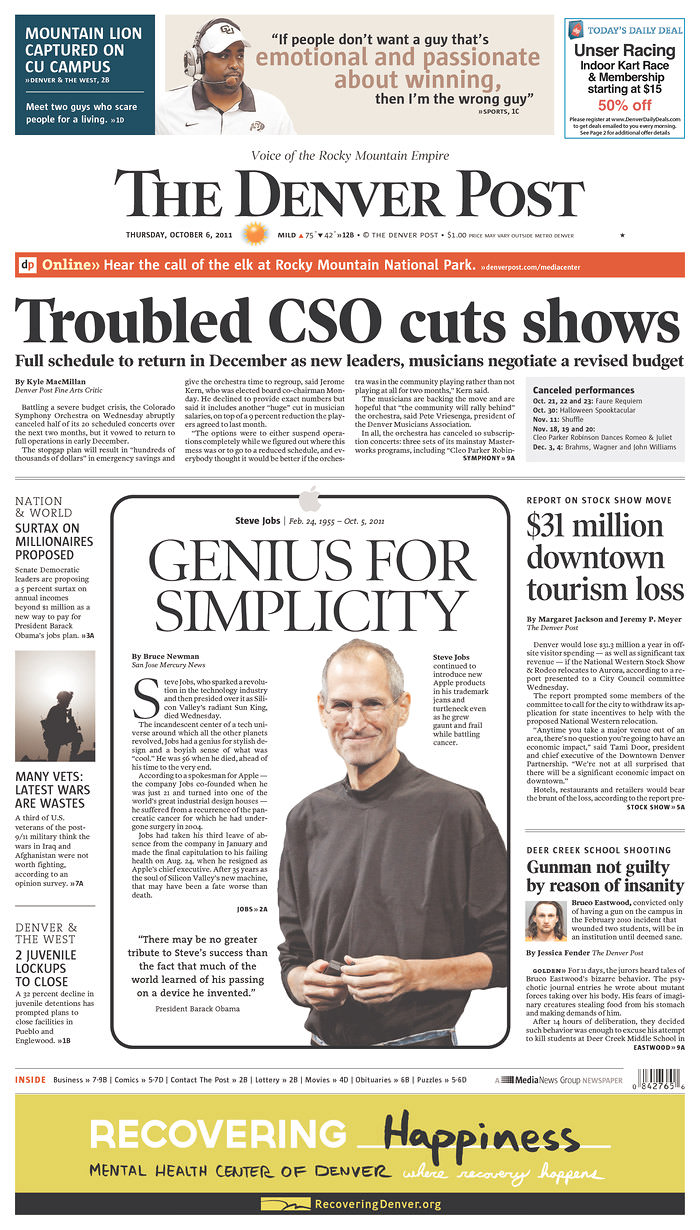 MOUNTAIN LION
CAPTURED ON
CU CAMPUS
»DENVER & THE WEST, 2B
Meet two guys who scare
people for a living. »1D
CU
“If people don’t want a guy that’s
emotional and passionate
about winning,
then I’m the wrong guy”
»SPORTS, 1C
TODAY'S DAILY DEAL
Unser Racing
Indoor Kart Race
& Membership
starting at $15
50% off
Please register at www.DenverDailyDeals.com
to get deals emailed to you every morning.
See Page 2 for additional offer details
Voice of the Rocky Mountain Empire
THE DENVER POST
THURSDAY, OCTOBER 6, 2011
MILD ▲ 75° ▼ 42° »12B • © THE DENVER POST • $1.00 PRICE MAY VARY OUTSIDE METRO DENVER
★
dp Online» Hear the call of the elk at Rocky Mountain National Park. »denverpost.com/mediacenter
Troubled CSO cuts shows
Full schedule to return in December as new leaders, musicians negotiate a revised budget
By Kyle MacMillan
Denver Post Fine Arts Critic
Battling a severe budget crisis, the Colorado
Symphony Orchestra on Wednesday abruptly
canceled half of its 20 scheduled concerts over
the next two months, but it vowed to return to
full operations in early December.
The stopgap plan will result in “hundreds of
thousands of dollars” in emergency savings and
give the orchestra time to regroup, said Jerome
Kern, who was elected board co-chairman Mon-
day. He declined to provide exact numbers but
said it includes another “huge” cut in musician
salaries, on top of a 9 percent reduction the play-
ers agreed to last month.
“The options were to either suspend opera-
tions completely while we figured out where this
mess was or to go to a reduced schedule, and ev-
erybody thought it would be better if the orches-
tra was in the community playing rather than not
playing at all for two months,” Kern said.
The musicians are backing the move and are
hopeful that “the community will rally behind”
the orchestra, said Pete Vriesenga, president of
the Denver Musicians Association.
In all, the orchestra has canceled 10 subscrip-
tion concerts: three sets of its mainstay Master-
works programs, including “Cleo Parker Robin-
SYMPHONY » 9A
Canceled performances
Oct. 21, 22 and 23: Faure Requiem
Oct. 30: Halloween Spooktacular
Nov. 11: Shuffle
Nov. 18, 19 and 20:
Cleo Parker Robinson Dances Romeo & Juliet
Dec. 3, 4: Brahms, Wagner and John Williams
NATION
& WORLD
SURTAX ON
MILLIONAIRES
PROPOSED
Senate Democratic
leaders are proposing
a 5 percent surtax on
annual incomes
beyond $1 million as a
new way to pay for
President Barack
Obama’s jobs plan. »3A
MANY VETS:
LATEST WARS
ARE WASTES
A third of U.S.
veterans of the post-
9/11 military think the
wars in Iraq and
Afghanistan were not
worth fighting,
according to an
opinion survey. »7A
DENVER &
THE WEST
2 JUVENILE
LOCKUPS
TO CLOSE
A 32 percent decline in
juvenile detentions has
prompted plans to
close facilities in
Pueblo and
Englewood. »1B
Steve Jobs | Feb. 24, 1955 – Oct. 5, 2011
GENIUS FOR
SIMPLICITY
By Bruce Newman
San Jose Mercury News
Steve Jobs, who sparked a revolu-
tion in the technology industry
and then presided over it as Sili-
con Valley’s radiant Sun King,
died Wednesday.
The incandescent center of a tech uni-
verse around which all the other planets
revolved, Jobs had a genius for stylish de-
sign and a boyish sense of what was
“cool.” He was 56 when he died, ahead of
his time to the very end.
According to a spokesman for Apple —
the company Jobs co-founded when he
was just 21 and turned into one of the
world’s great industrial design houses —
he suffered from a recurrence of the pan-
creatic cancer for which he had under-
gone surgery in 2004.
Jobs had taken his third leave of ab-
sence from the company in January and
made the final capitulation to his failing
health on Aug. 24, when he resigned as
Apple’s chief executive. After 35 years as
the soul of Silicon Valley’s new machine,
that may have been a fate worse than
death.
JOBS » 2A
“There may be no greater
tribute to Steve’s success than
the fact that much of the
world learned of his passing
on a device he invented.”
President Barack Obama
Steve Jobs
continued to
introduce new
Apple products
in his trademark
jeans and
turtleneck even
as he grew
gaunt and frail
while battling
cancer.
REPORT ON STOCK SHOW MOVE
$31 million
downtown
tourism loss
By Margaret Jackson and Jeremy P. Meyer
The Denver Post
Denver would lose $31.3 million a year in off-
site visitor spending — as well as significant tax
revenue — if the National Western Stock Show
& Rodeo relocates to Aurora, according to a re-
port presented to a City Council committee
Wednesday.
The report prompted some members of the
committee to call for the city to withdraw its ap-
plication for state incentives to help with the
proposed National Western relocation.
“Anytime you take a major venue out of an
area, there’s no question you’re going to have an
economic impact,” said Tami Door, president
and chief executive of the Downtown Denver
Partnership. “We’re not at all surprised that
there will be a significant economic impact on
downtown.”
Hotels, restaurants and retailers would bear
the brunt of the loss, according to the report pre-
STOCK SHOW » 5A
DEER CREEK SCHOOL SHOOTING
Gunman not guilty
by reason of insanity
Bruco Eastwood, convicted only
of having a gun on the campus in
the February 2010 incident that
wounded two students, will be in
an institution until deemed sane.
By Jessica Fender The Denver Post
GOLDEN » For 11 days, the jurors heard tales of
Bruco Eastwood’s bizarre behavior. The psy-
chotic journal entries he wrote about mutant
forces taking over his body. His fears of imagi-
nary creatures stealing food from his stomach
and making demands of him.
After 14 hours of deliberation, they decided
such behavior was enough to excuse his attempt
to kill students at Deer Creek Middle School in
EASTWOOD » 9A
INSIDE Business » 7-9B | Comics » 5-7D | Contact The Post » 2B | Lottery » 2B | Movies » 4D | Obituaries » 6B | Puzzles » 5-6D
A MediaNews Group NEWSPAPER
0 42765 6
RECOVERING Happiness
MENTAL HEALTH CENTER OF DENVER where recovery happens
RecoveringDenver.org